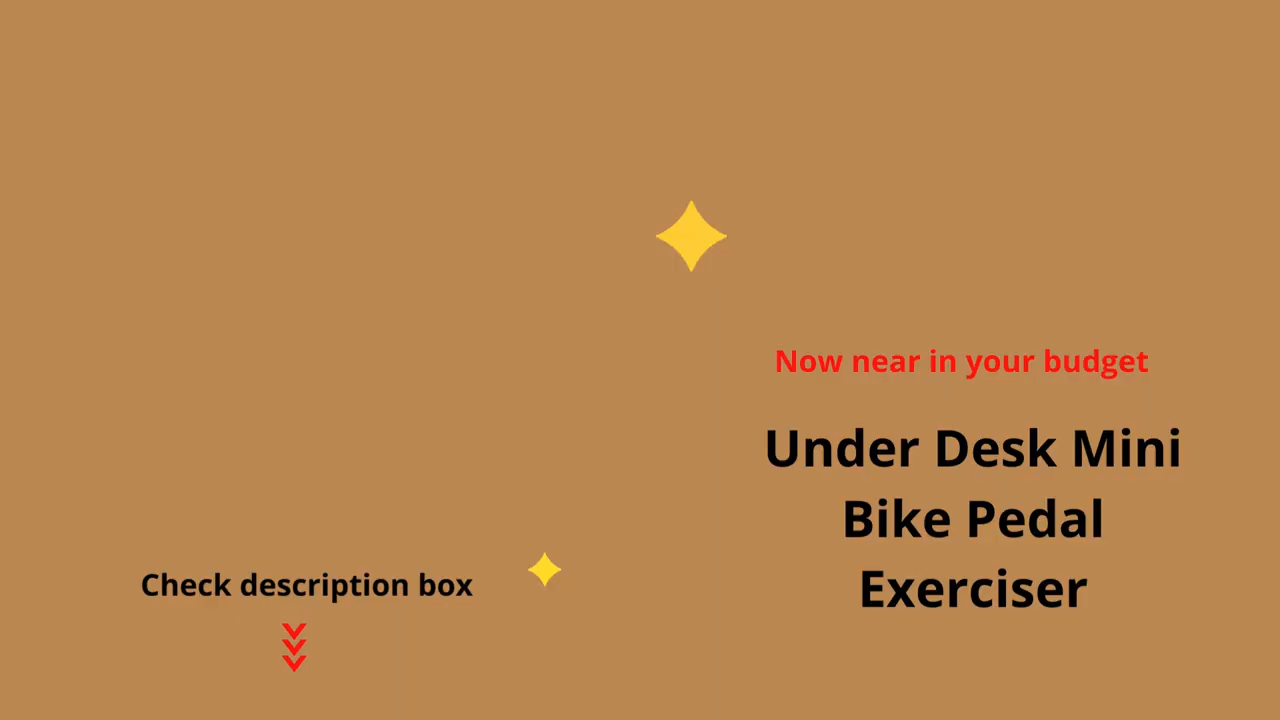 Now near in your budget
Under Desk Mini
Bike Pedal
Exerciser
Check description box